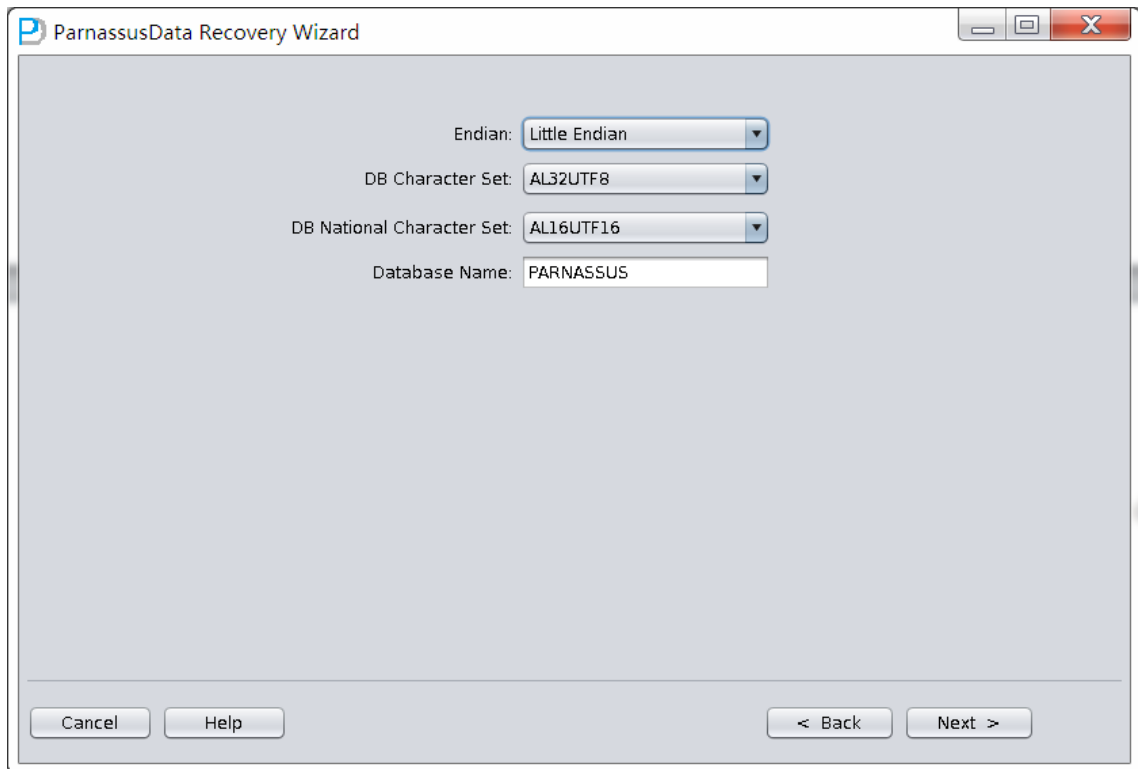 ParnassusData Recovery Wizard
Endian: Little Endian
DB Character Set: AL32UTF8
DB National Character Set: AL16UTF16
Database Name: PARNASSUS
Cancel Help < Back Next >